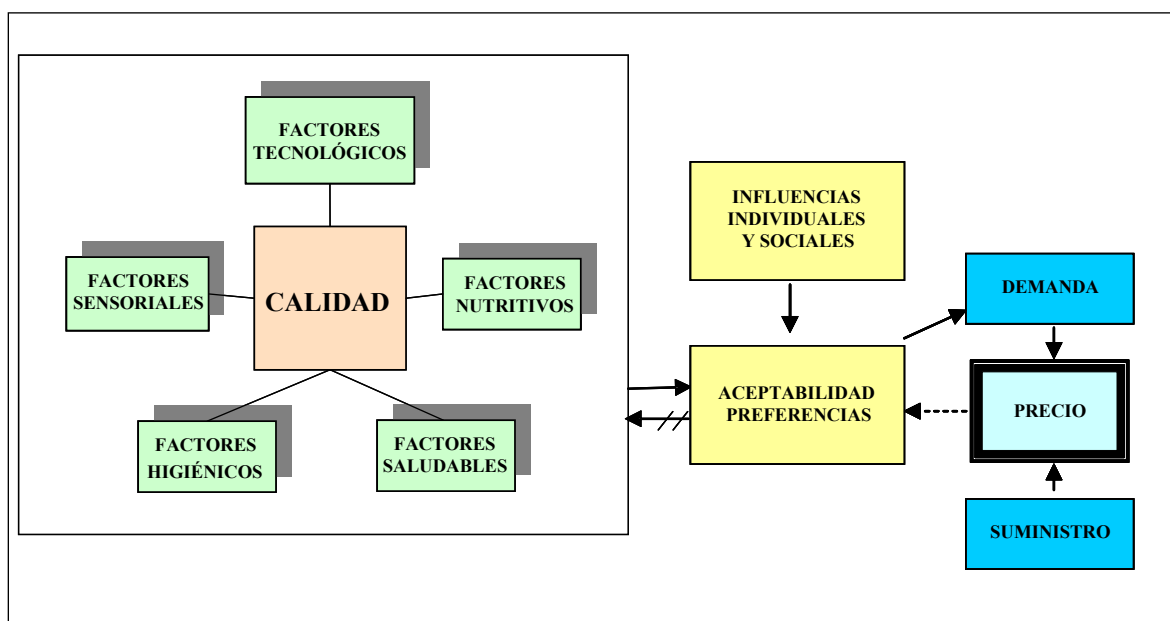 FACTORES
TECNOLÓGICOS
FACTORES
SENSORIALES
CALIDAD
FACTORES
NUTRITIVOS
FACTORES
HIGIÉNICOS
FACTORES
SALUDABLES
INFLUENCIAS
INDIVIDUALES
Y SOCIALES
ACEPTABILIDAD
PREFERENCIAS
DEMANDA
PRECIO
SUMINISTRO